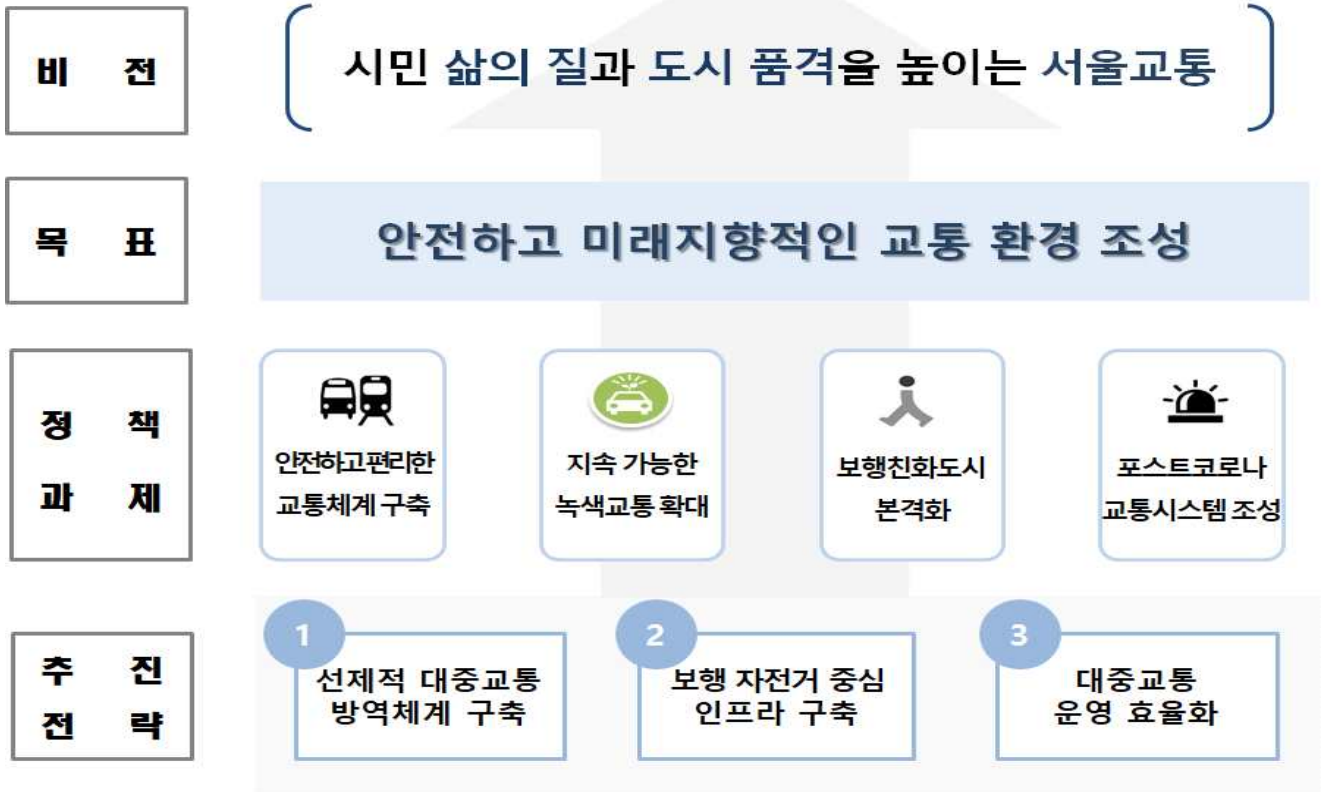 비 전
시민 삶의 질과 도시 품격을 높이는 서울교통
목 표
안전하고 미래지향적인 교통 환경 조성
정 책
과 제
안전하고편리한
교통체계 구축
지속 가능한
녹색교통 확대
보행친화도시
본격화
포스트코로나
교통시스템 조성
추 진
전 략
1
선제적 대중교통
방역체계 구축
2
보행 자전거 중심
인프라 구축
3
대중교통
운영 효율화